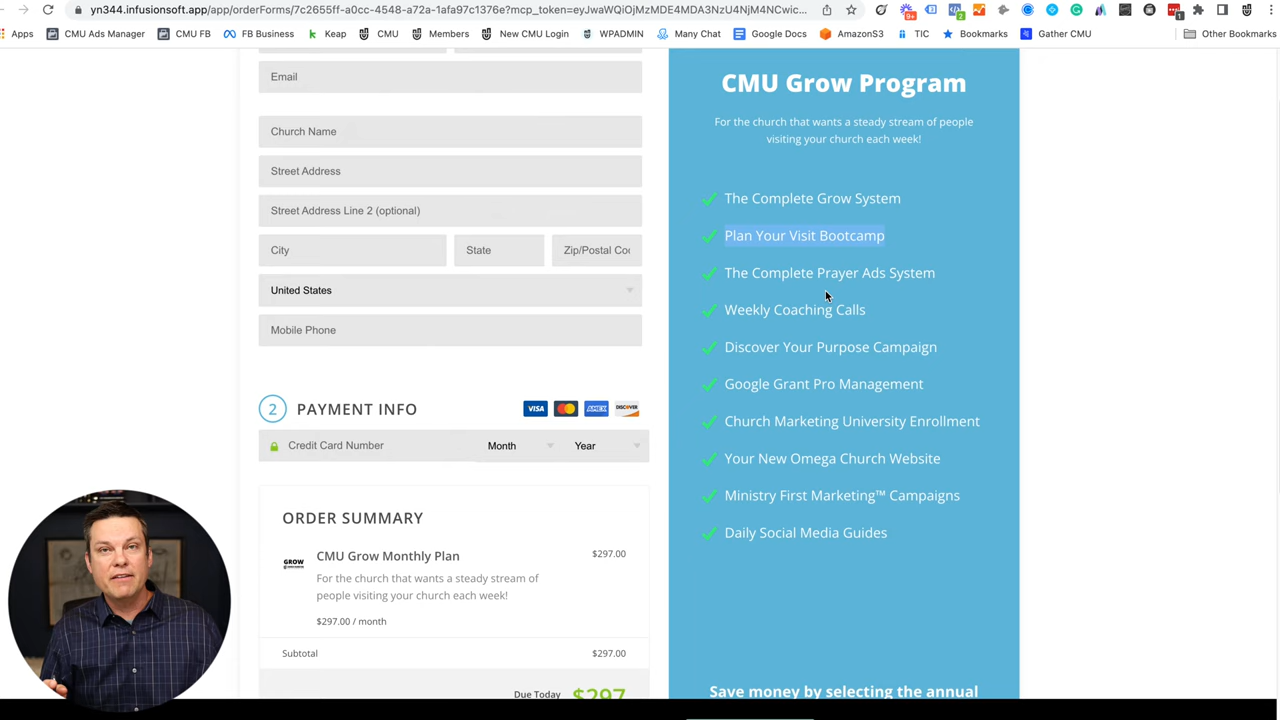 yn344.infusionsoft.app/app/orderForms/7c2655ff-a0cc-4548-a72a-1afa97c1376e?mcp_token=eyJwaWQiOjMzMDE4MDA3NzU4NjM4NCwic...
Apps CMU Ads Manager CMU FB FB Business Keap CMU Members New CMU Login WPADMIN Many Chat Google Docs AmazonS3 TIC Bookmarks Gather CMU Other Bookmarks
Email
Church Name
Street Address
Street Address Line 2 (optional)
City State Zip/Postal Coc
United States
Mobile Phone
2 PAYMENT INFO VISA AMEX DISCOVER
Credit Card Number Month Year
ORDER SUMMARY
GROW
CMU Grow Monthly Plan $297.00
For the church that wants a steady stream of
people visiting your church each week!
$297.00 / month
Subtotal $297.00
Due Today $297
CMU Grow Program
For the church that wants a steady stream of people
visiting your church each week!
The Complete Grow System
Plan Your Visit Bootcamp
The Complete Prayer Ads System
Weekly Coaching Calls
Discover Your Purpose Campaign
Google Grant Pro Management
Church Marketing University Enrollment
Your New Omega Church Website
Ministry First Marketing™ Campaigns
Daily Social Media Guides
Save money by selecting the annual